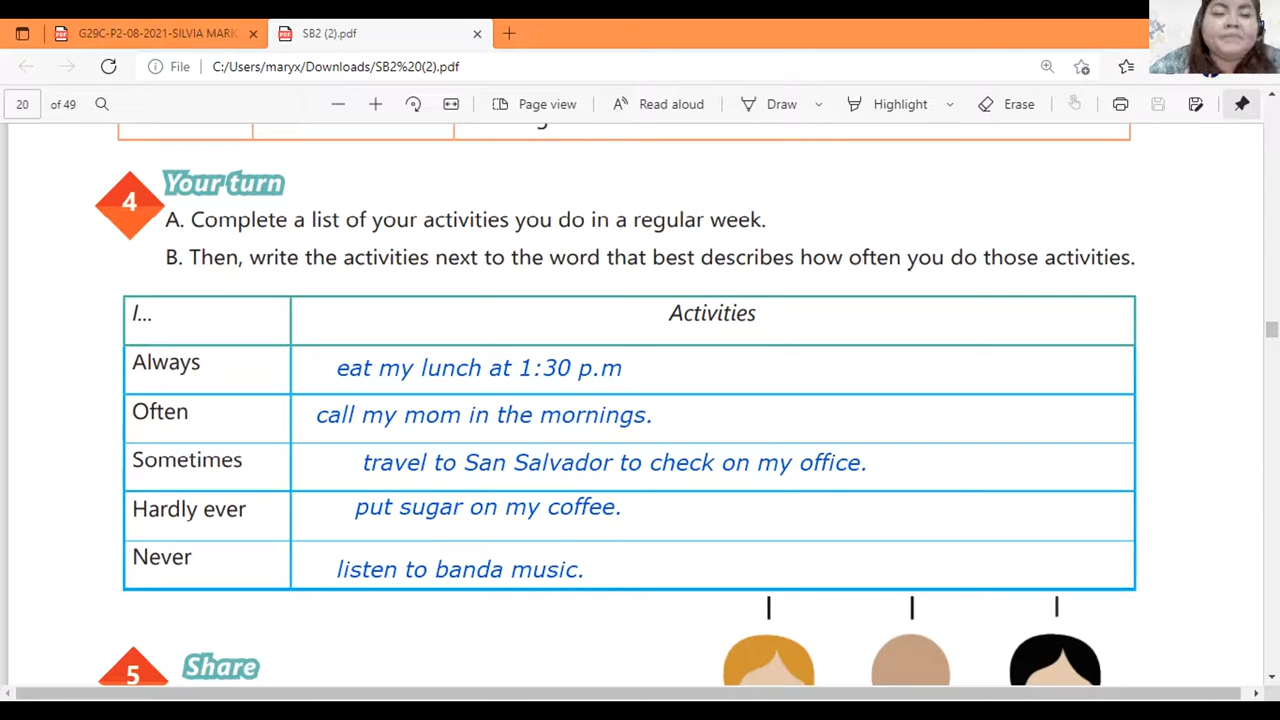 G29C-P2-08-2021-SILVIA MARIC
SB2 (2).pdf
File C:/Users/maryx/Downloads/SB2%20(2).pdf
20 of 49 Page view Read aloud Draw Highlight Erase
4 Your turn
A. Complete a list of your activities you do in a regular week.
B. Then, write the activities next to the word that best describes how often you do those activities.
I... Activities
Always eat my lunch at 1:30 p.m
Often call my mom in the mornings.
Sometimes travel to San Salvador to check on my office.
Hardly ever put sugar on my coffee.
Never listen to banda music.
5 Share